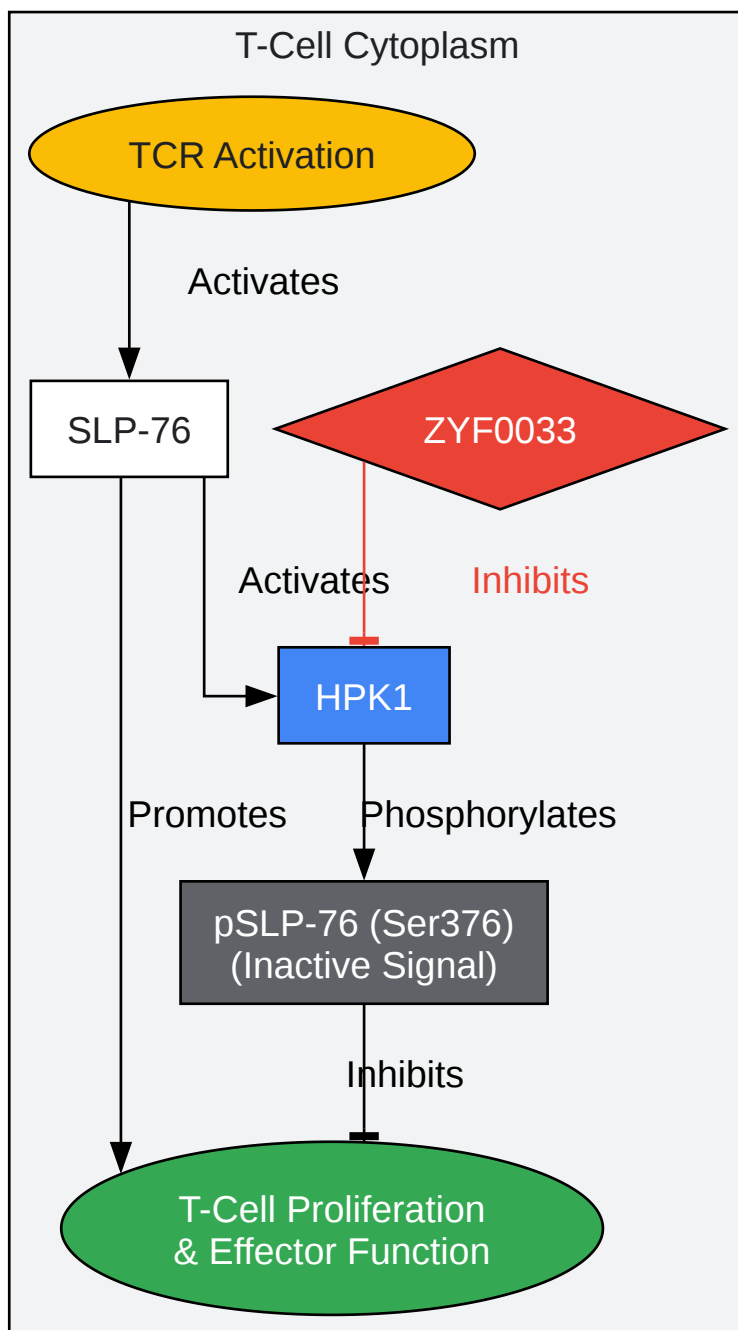 T-Cell Cytoplasm
TCR Activation
Activates
SLP-76
ZYF0033
Activates
Inhibits
HPK1
Promotes
Phosphorylates
pSLP-76 (Ser376)
(Inactive Signal)
Inhibits
T-Cell Proliferation
& Effector Function